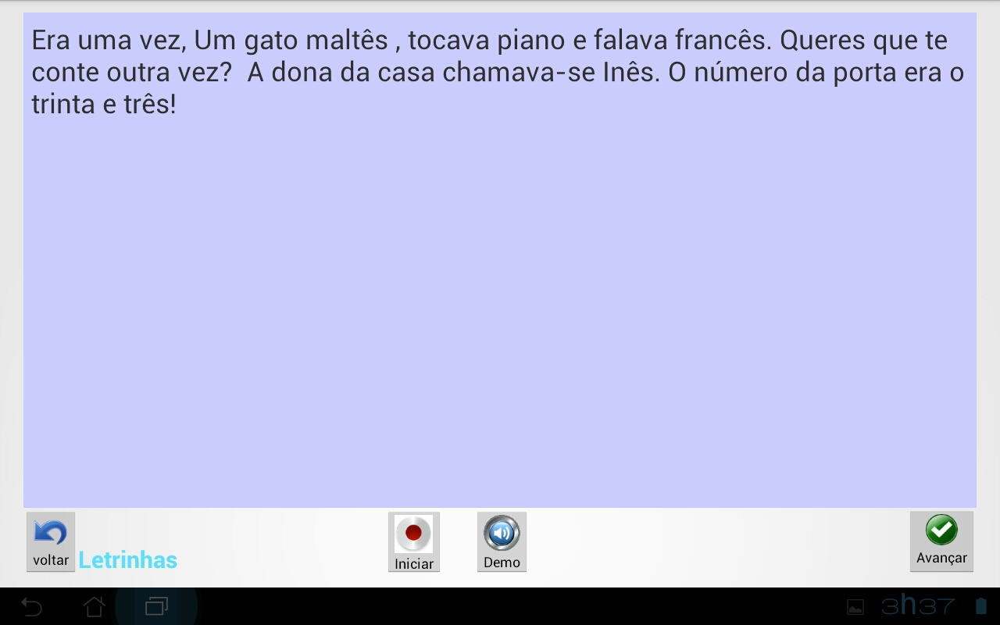 Era uma vez, Um gato maltês , tocava piano e falava francês. Queres que te
conte outra vez?  A dona da casa chamava-se Inês. O número da porta era o
trinta e três!
voltar
Letrinhas
Iniciar
Demo
Avançar
3h37